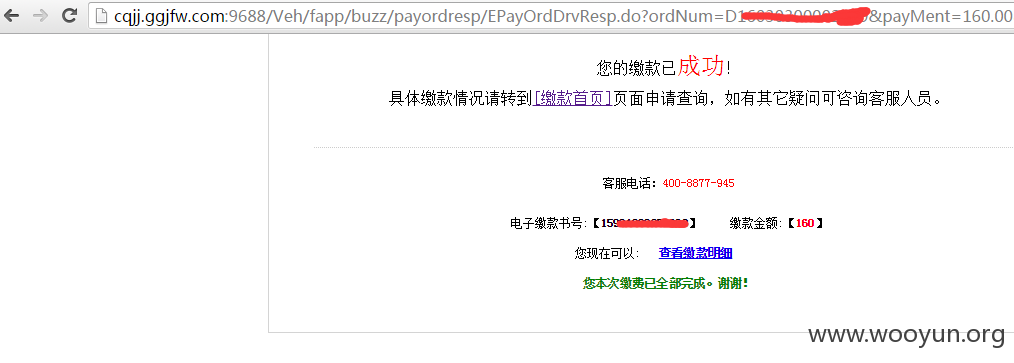 cqjj.ggjfw.com:9688/Veh/fapp/buzz/payordresp/EPayOrdDrvResp.do?ordNum=D &payMent=160.00
您的缴款已成功!
具体缴款情况请转到[缴款首页]页面申请查询，如有其它疑问可咨询客服人员。
客服电话：400-8877-945
电子缴款书号:【 】 缴款金额:【160】
您现在可以: 查看缴款明细
您本次缴费已全部完成。谢谢!
www.wooyun.org